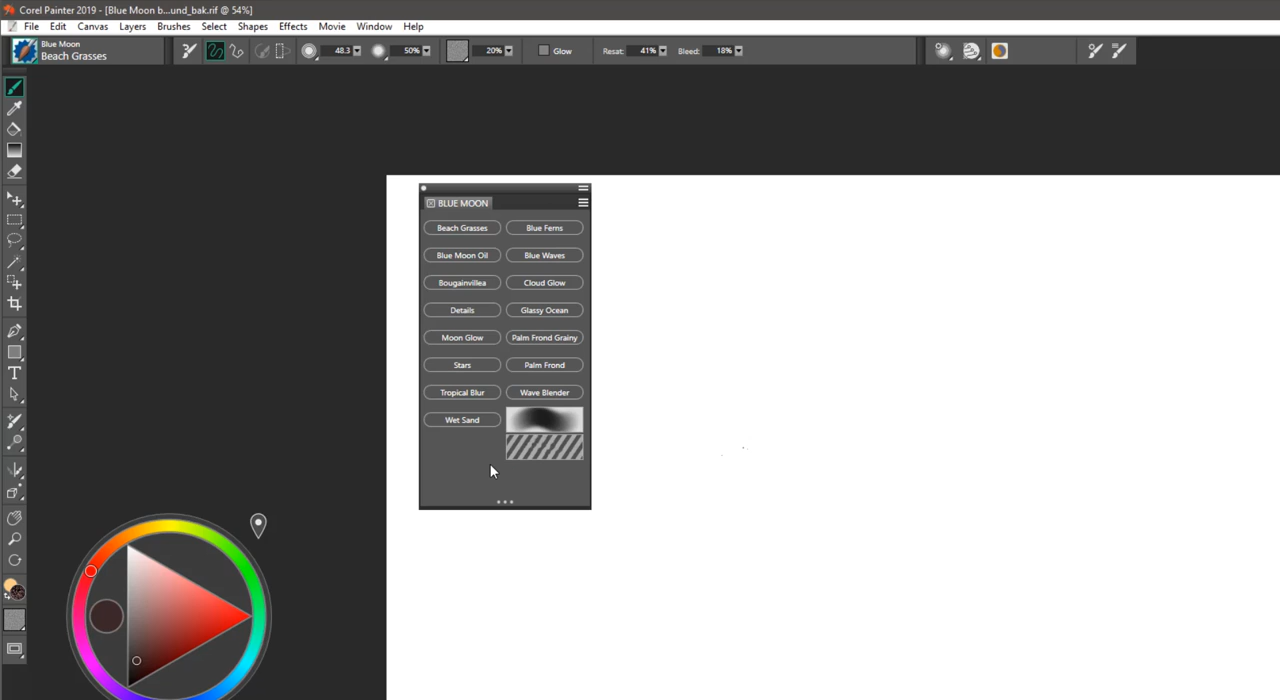 Corel Painter 2019 - [Blue Moon b...und_bak.rif @ 54%]
File Edit Canvas Layers Brushes Select Shapes Effects Movie Window Help
Blue Moon
Beach Grasses
48.3 50% 20% Glow Resat: 41% Bleed: 18%
BLUE MOON
Beach Grasses Blue Ferns
Blue Moon Oil Blue Waves
Bougainvillea Cloud Glow
Details Glassy Ocean
Moon Glow Palm Frond Grainy
Stars Palm Frond
Tropical Blur Wave Blender
Wet Sand